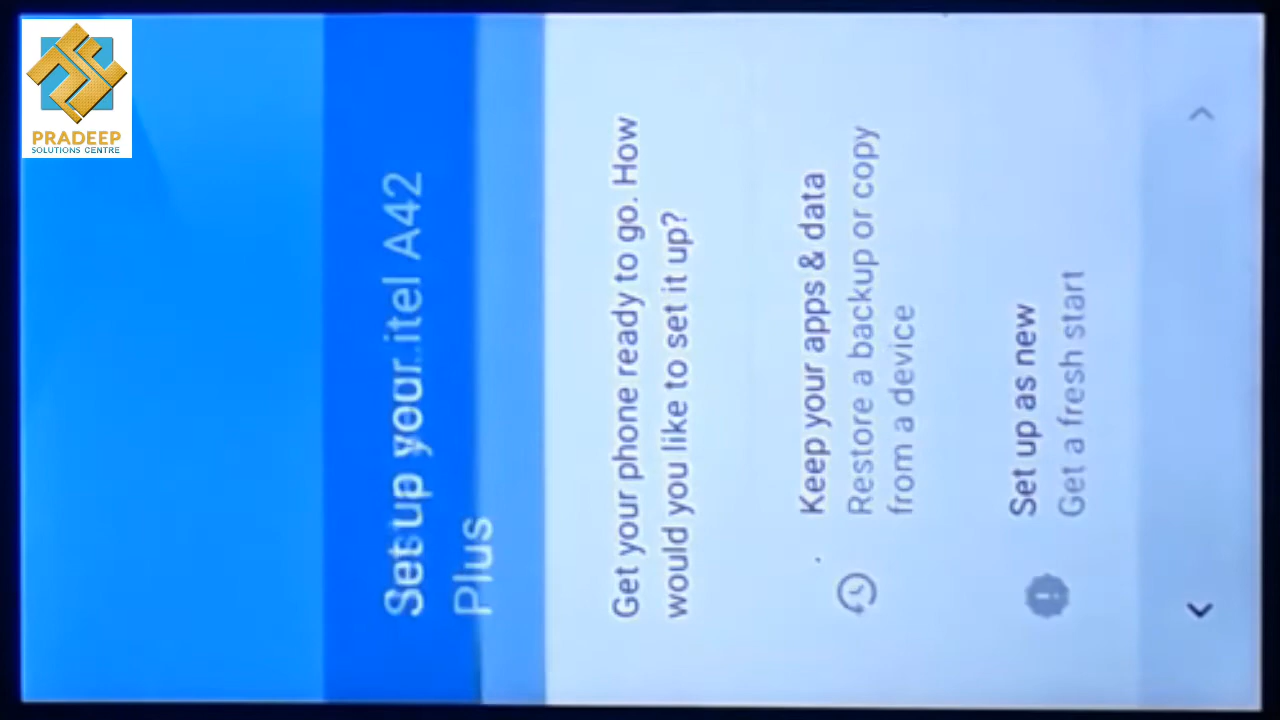 PRADEEP
SOLUTIONS CENTRE
Set up your itel A42
Plus
Get your phone ready to go. How
would you like to set it up?
Keep your apps & data
Restore a backup or copy
from a device
Set up as new
Get a fresh start